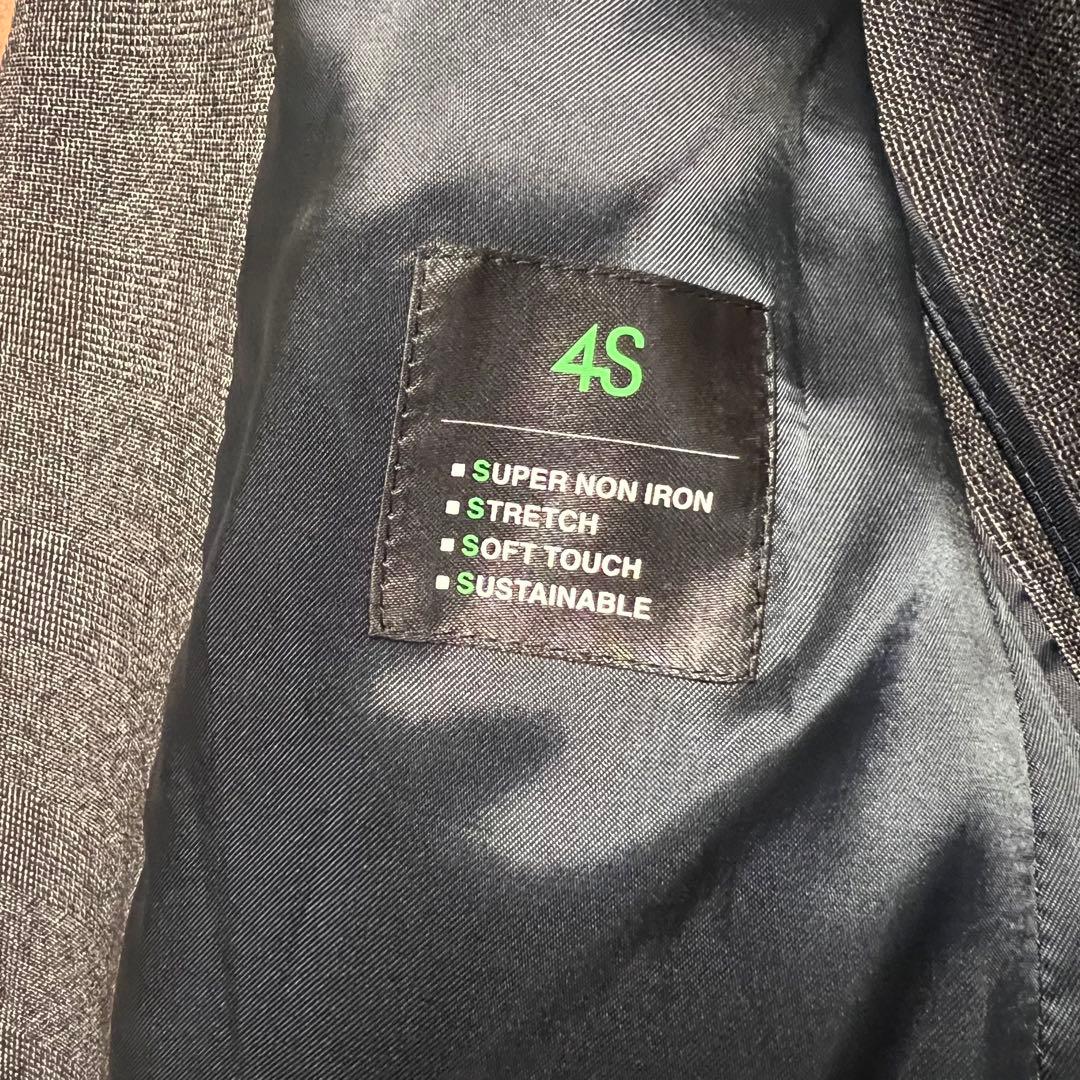 4S
▪ SUPER NON IRON
▪ STRETCH
▪ SOFT TOUCH
▪ SUSTAINABLE